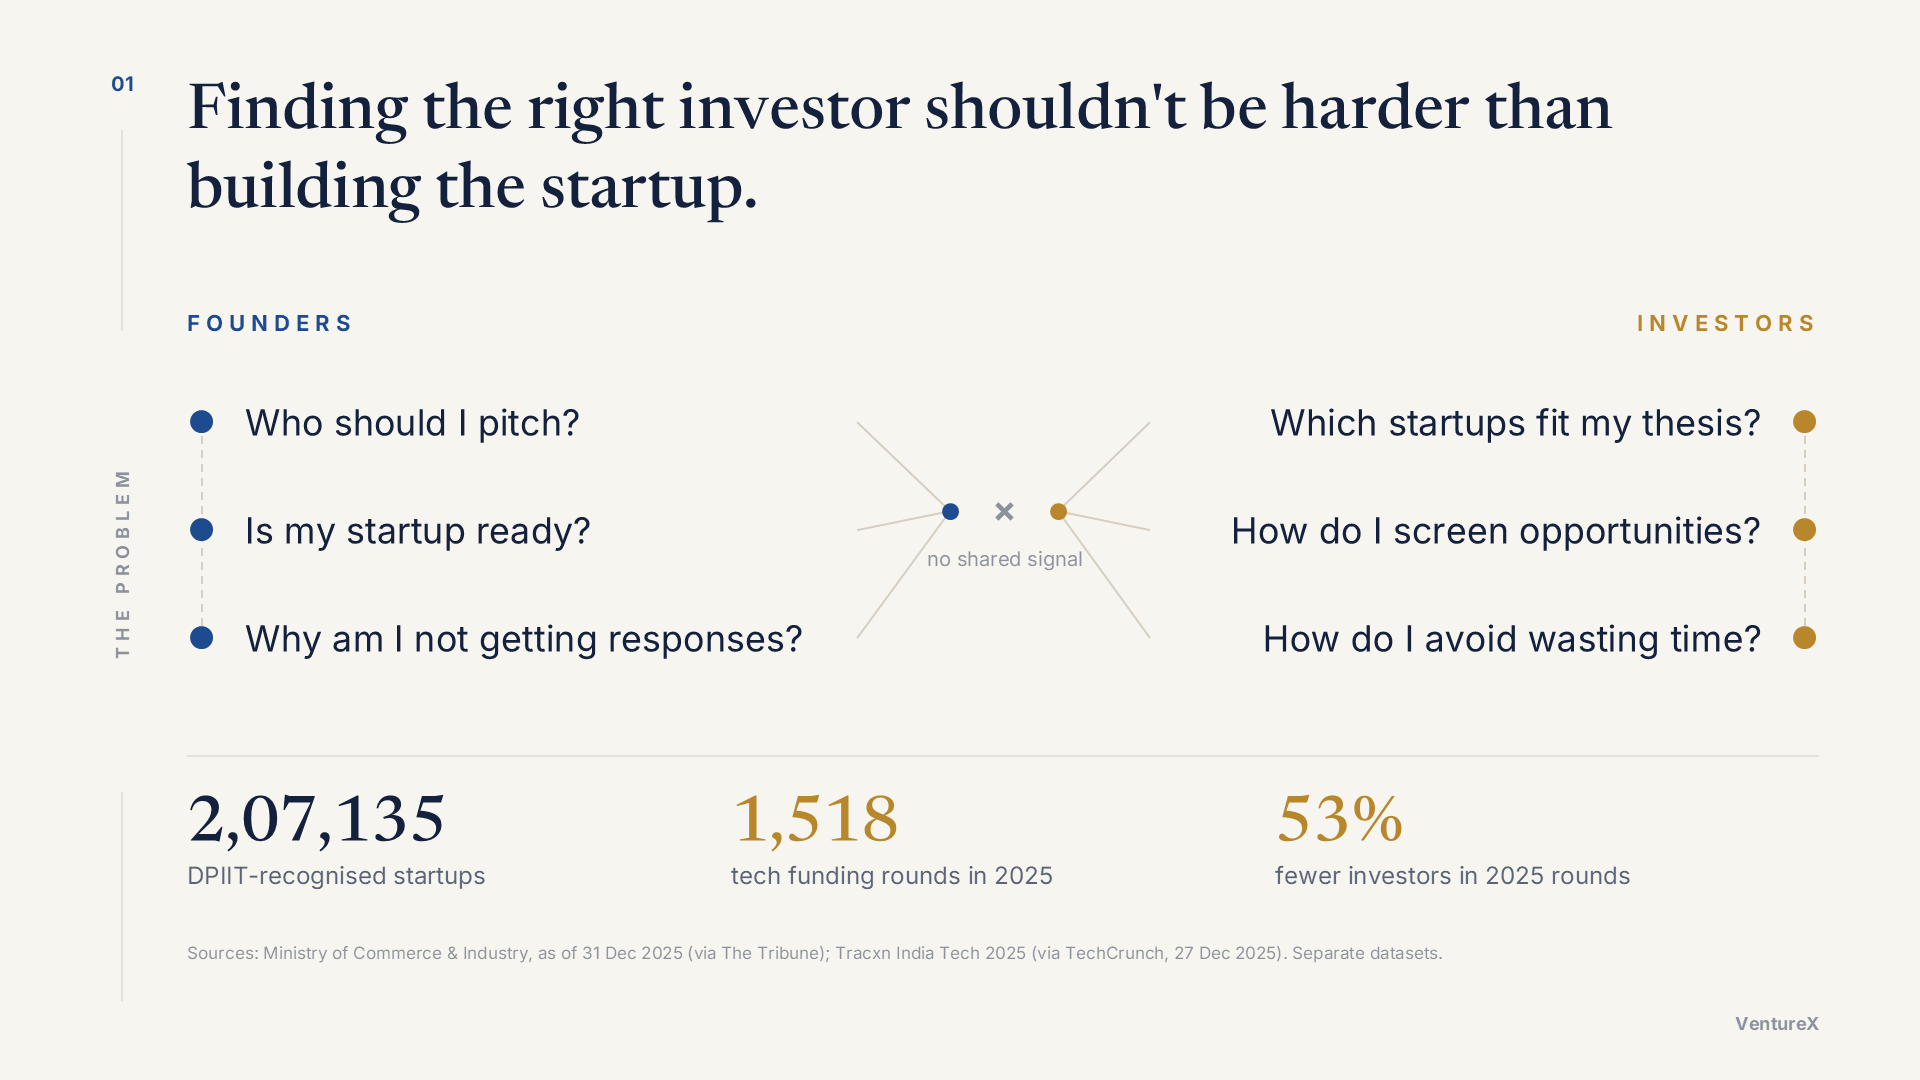 01
Finding the right investor shouldn't be harder than
building the startup.
FOUNDERS
INVESTORS
Who should I pitch?
Which startups fit my thesis?
Is my startup ready?
no shared signal
How do I screen opportunities?
Why am I not getting responses?
How do I avoid wasting time?
THE PROBLEM
2,07,135
DPIIT-recognised startups
1,518
tech funding rounds in 2025
53%
fewer investors in 2025 rounds
Sources: Ministry of Commerce & Industry, as of 31 Dec 2025 (via The Tribune); Tracxn India Tech 2025 (via TechCrunch, 27 Dec 2025). Separate datasets.
VentureX